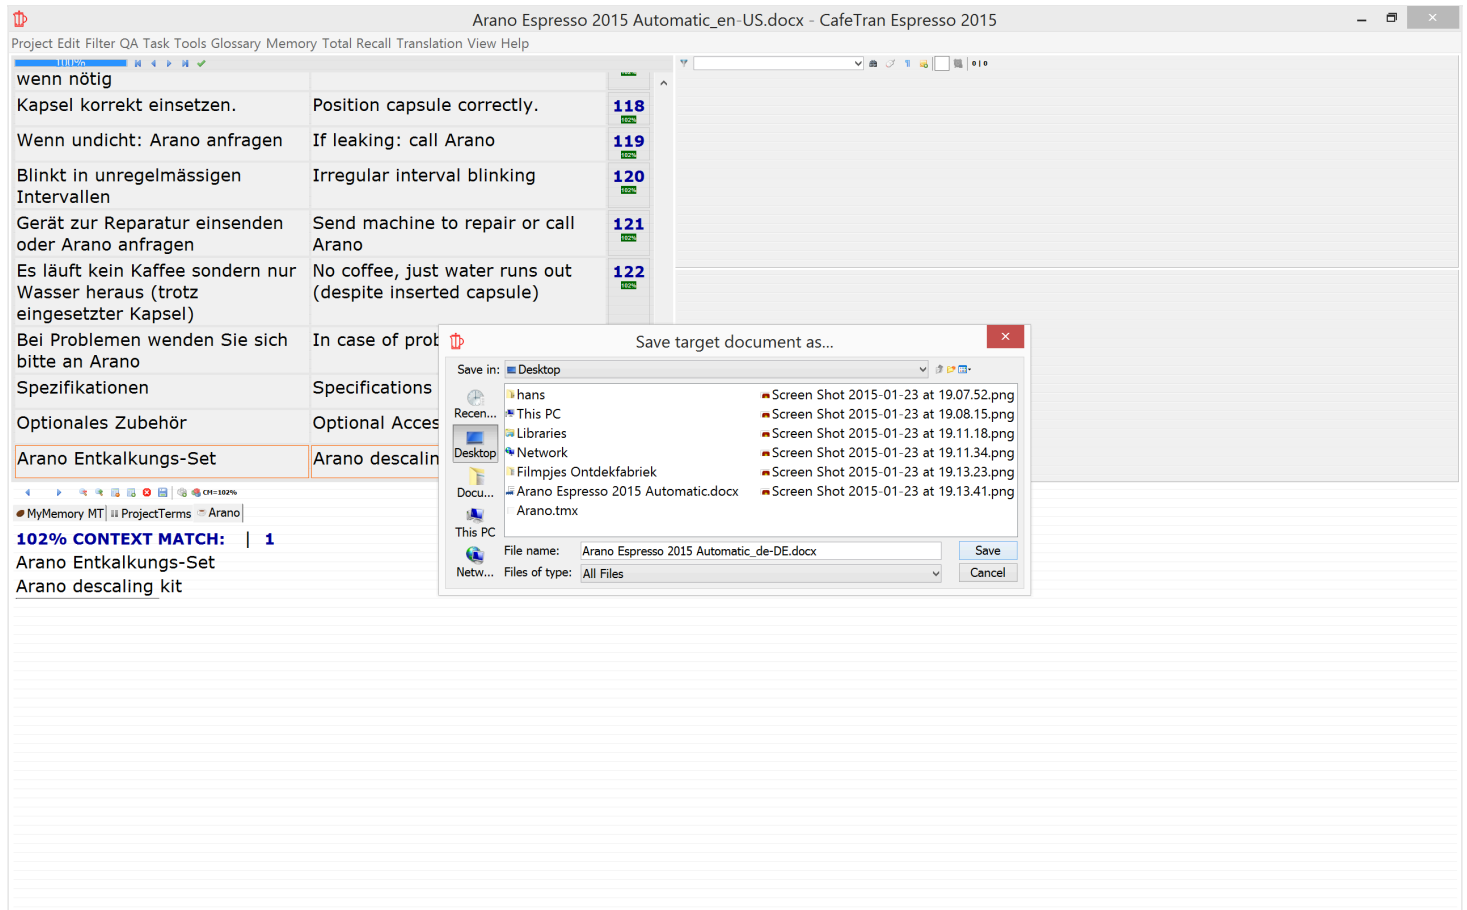 Arano Espresso 2015 Automatic_en-US.docx - CafeTran Espresso 2015
Project Edit Filter QA Task Tools Glossary Memory Total Recall Translation View Help
100%
0|0
wenn nötig
Kapsel korrekt einsetzen. Position capsule correctly. 118
102%
Wenn undicht: Arano anfragen If leaking: call Arano 119
102%
Blinkt in unregelmässigen Irregular interval blinking 120
Intervallen 102%
Gerät zur Reparatur einsenden Send machine to repair or call 121
oder Arano anfragen Arano 102%
Es läuft kein Kaffee sondern nur No coffee, just water runs out 122
Wasser heraus (trotz (despite inserted capsule) 102%
eingesetzter Kapsel)
Bei Problemen wenden Sie sich In case of prob
bitte an Arano
Spezifikationen Specifications
Optionales Zubehör Optional Acces
Arano Entkalkungs-Set Arano descalin
CM=102%
MyMemory MT ProjectTerms Arano
102% CONTEXT MATCH: | 1
Arano Entkalkungs-Set
Arano descaling kit
Save target document as...
Save in: Desktop
Recen...
Desktop
Docu...
This PC
Netw...
hans
This PC
Libraries
Network
Filmpjes Ontdekfabriek
Arano Espresso 2015 Automatic.docx
Arano.tmx
Screen Shot 2015-01-23 at 19.07.52.png
Screen Shot 2015-01-23 at 19.08.15.png
Screen Shot 2015-01-23 at 19.11.18.png
Screen Shot 2015-01-23 at 19.11.34.png
Screen Shot 2015-01-23 at 19.13.23.png
Screen Shot 2015-01-23 at 19.13.41.png
File name: Arano Espresso 2015 Automatic_de-DE.docx Save
Files of type: All Files Cancel